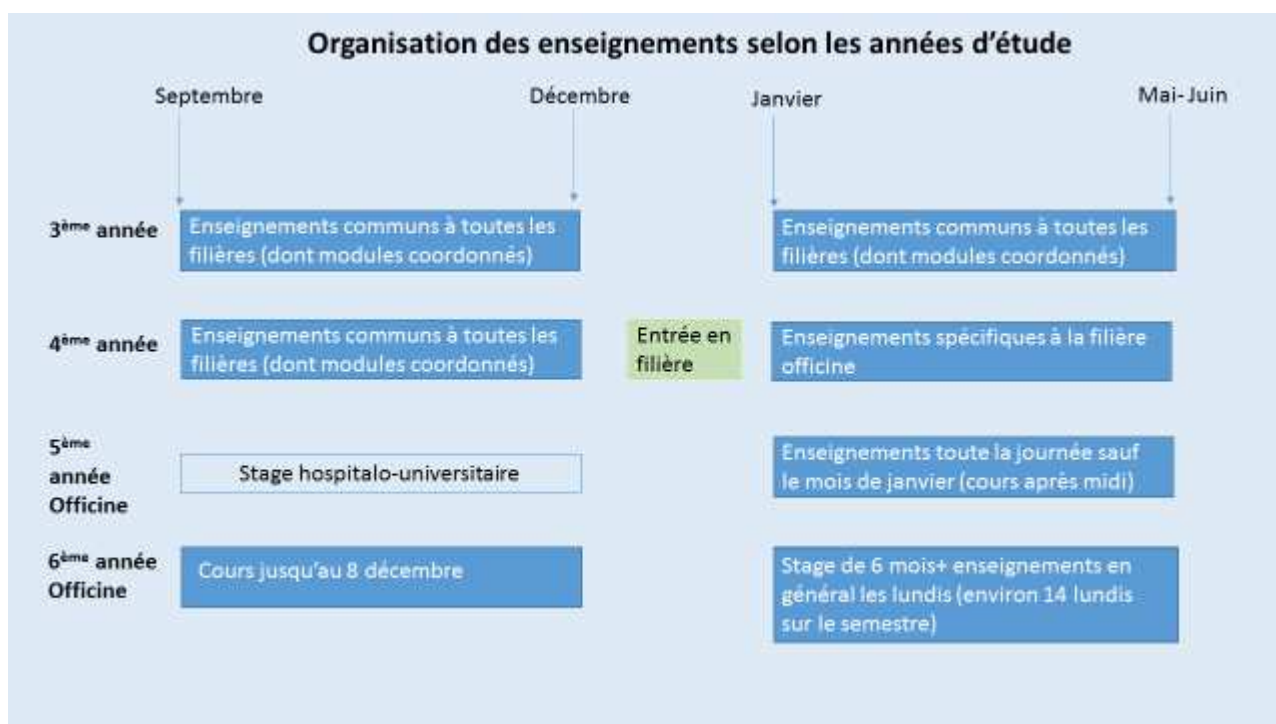 Organisation des enseignements selon les années d'étude
Septembre
Décembre
Janvier
Mai-Juin
3ème année
Enseignements communs à toutes les
filières (dont modules coordonnés)
Enseignements communs à toutes les
filières (dont modules coordonnés)
4ème année
Enseignements communs à toutes les
filières (dont modules coordonnés)
Entrée en
filière
Enseignements spécifiques à la filière
officine
5ème
année
Officine
Stage hospitalo-universitaire
Enseignements toute la journée sauf
le mois de janvier (cours après midi)
6ème année
Officine
Cours jusqu'au 8 décembre
Stage de 6 mois+ enseignements en
général les lundis (environ 14 lundis
sur le semestre)